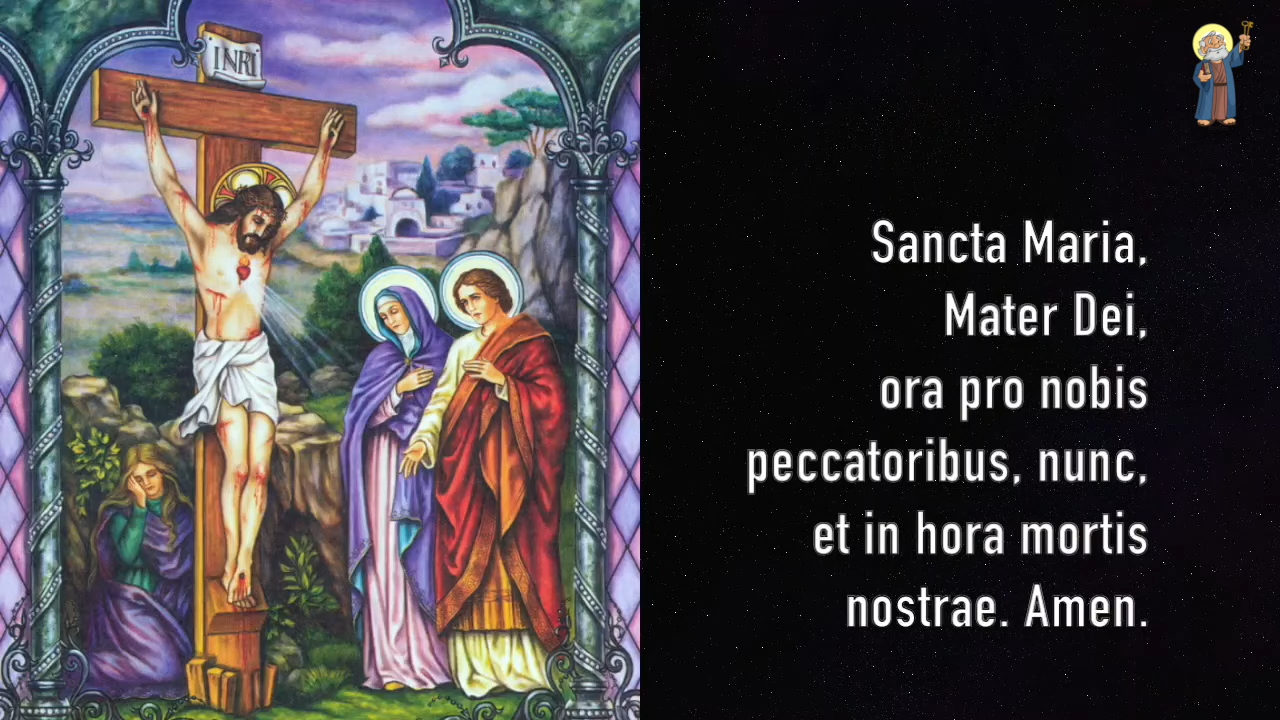 INRI
Sancta Maria,
Mater Dei,
ora pro nobis
peccatoribus, nunc,
et in hora mortis
nostrae. Amen.